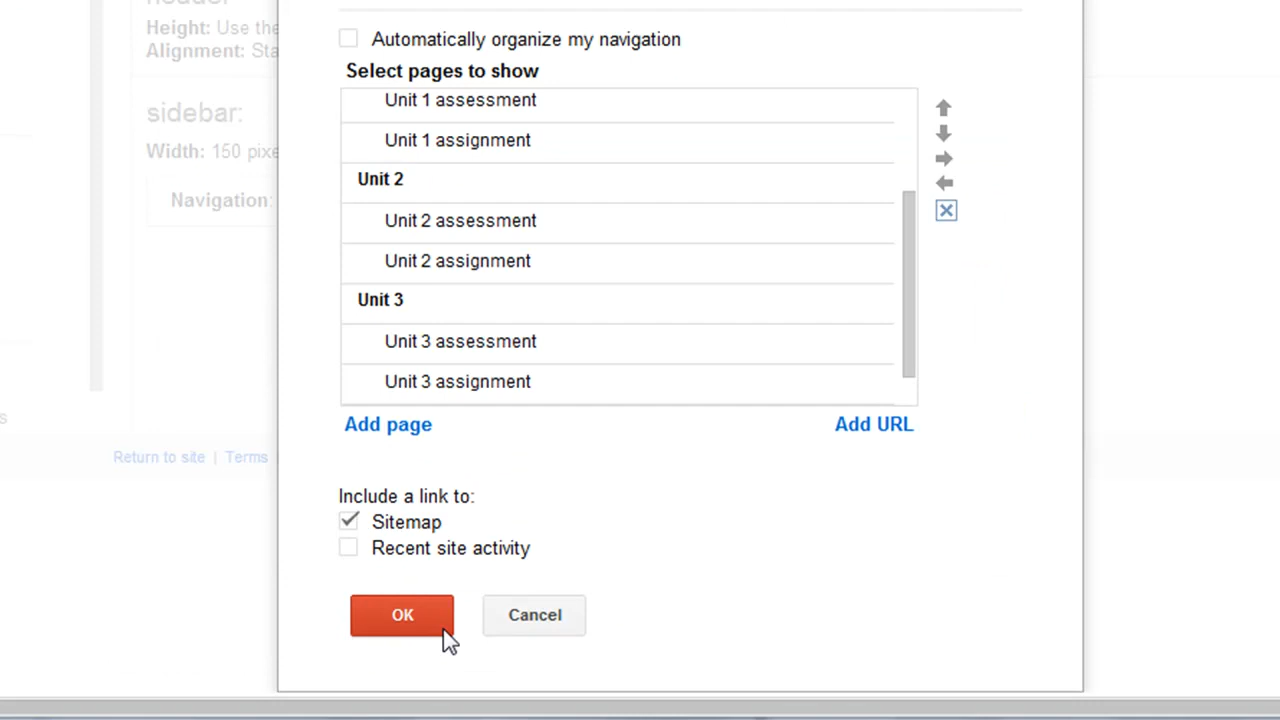 header
Height: Use the
Alignment: Sta
sidebar:
Width: 150 pixe
Navigation:
s
Return to site | Terms
Automatically organize my navigation
Select pages to show
Unit 1 assessment
Unit 1 assignment
Unit 2
Unit 2 assessment
Unit 2 assignment
Unit 3
Unit 3 assessment
Unit 3 assignment
Add page
Add URL
Include a link to:
Sitemap
Recent site activity
OK
Cancel